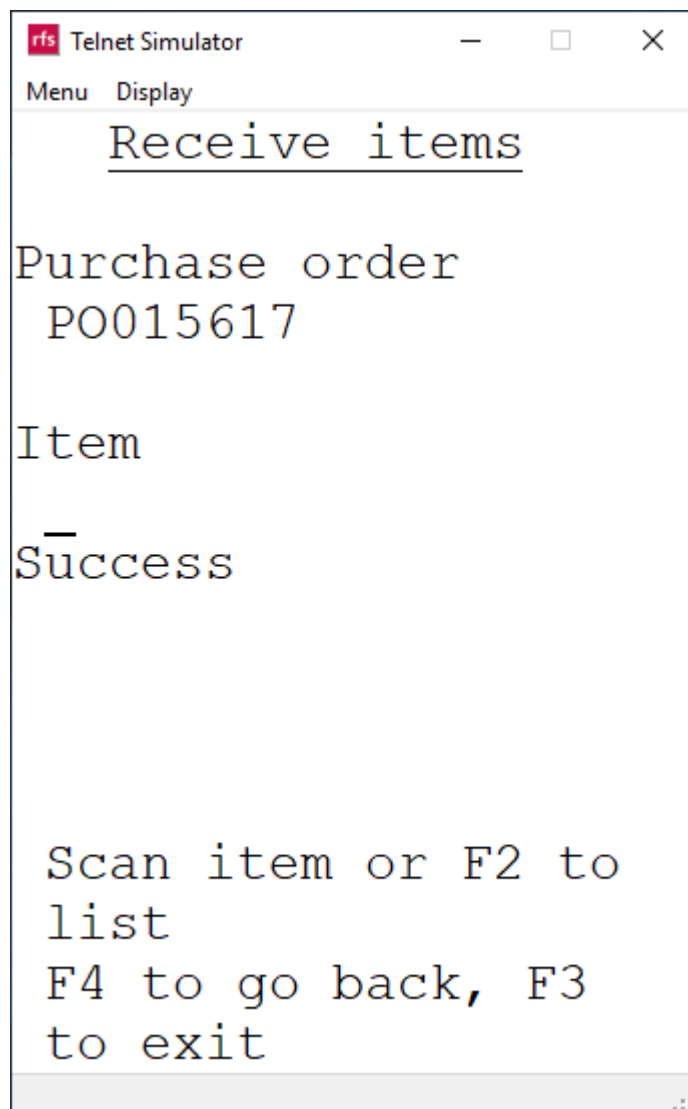 rfs Telnet Simulator
Menu Display
Receive items
Purchase order
PO015617
Item
Success
Scan item or F2 to
list
F4 to go back, F3
to exit